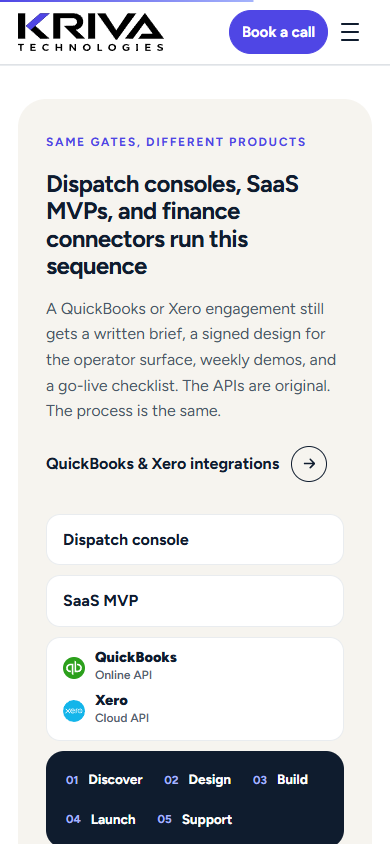 KRIVA
TECHNOLOGIES
Book a call
SAME GATES, DIFFERENT PRODUCTS
Dispatch consoles, SaaS
MVPs, and finance
connectors run this
sequence
A QuickBooks or Xero engagement still
gets a written brief, a signed design for
the operator surface, weekly demos, and
a go-live checklist. The APIs are original.
The process is the same.
QuickBooks & Xero integrations
Dispatch console
SaaS MVP
qb
QuickBooks
Online API
xero
Xero
Cloud API
01 Discover 02 Design 03 Build
04 Launch 05 Support